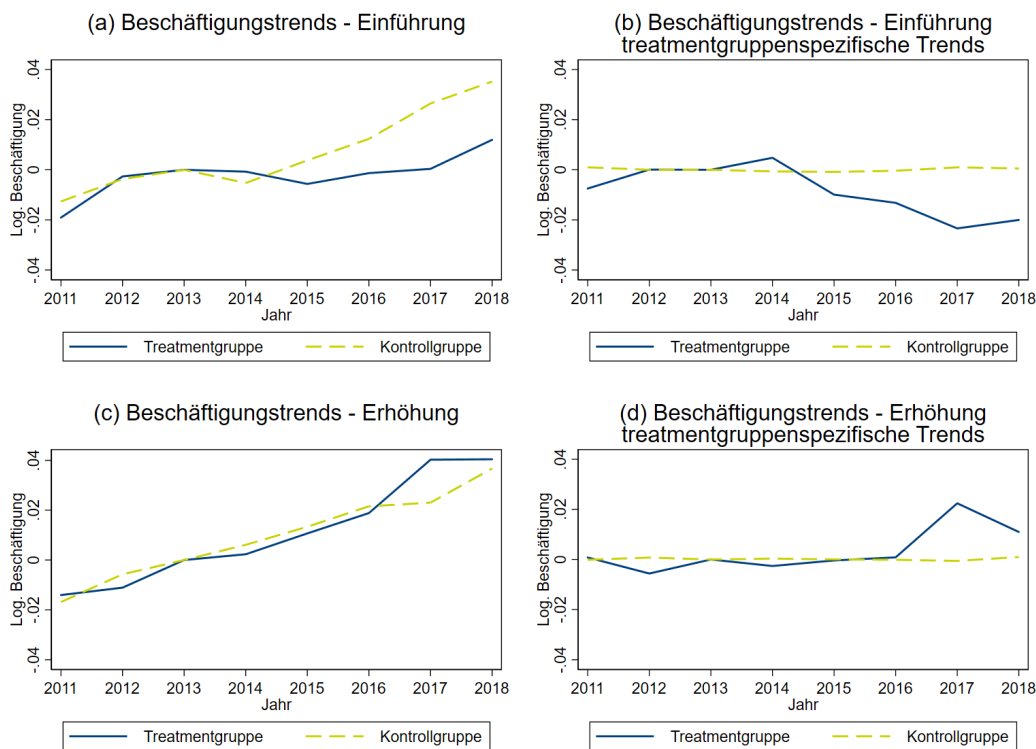 (a) Beschäftigungstrends - Einführung
Log. Beschäftigung
.04
.02
0
-.02
-.04
2011 2012 2013 2014 2015 2016 2017 2018
Jahr
Treatmentgruppe Kontrollgruppe
(b) Beschäftigungstrends - Einführung
treatmentgruppenspezifische Trends
Log. Beschäftigung
.04
.02
0
-.02
-.04
2011 2012 2013 2014 2015 2016 2017 2018
Jahr
Treatmentgruppe Kontrollgruppe
(c) Beschäftigungstrends - Erhöhung
Log. Beschäftigung
.04
.02
0
-.02
-.04
2011 2012 2013 2014 2015 2016 2017 2018
Jahr
Treatmentgruppe Kontrollgruppe
(d) Beschäftigungstrends - Erhöhung
treatmentgruppenspezifische Trends
Log. Beschäftigung
.04
.02
0
-.02
-.04
2011 2012 2013 2014 2015 2016 2017 2018
Jahr
Treatmentgruppe Kontrollgruppe